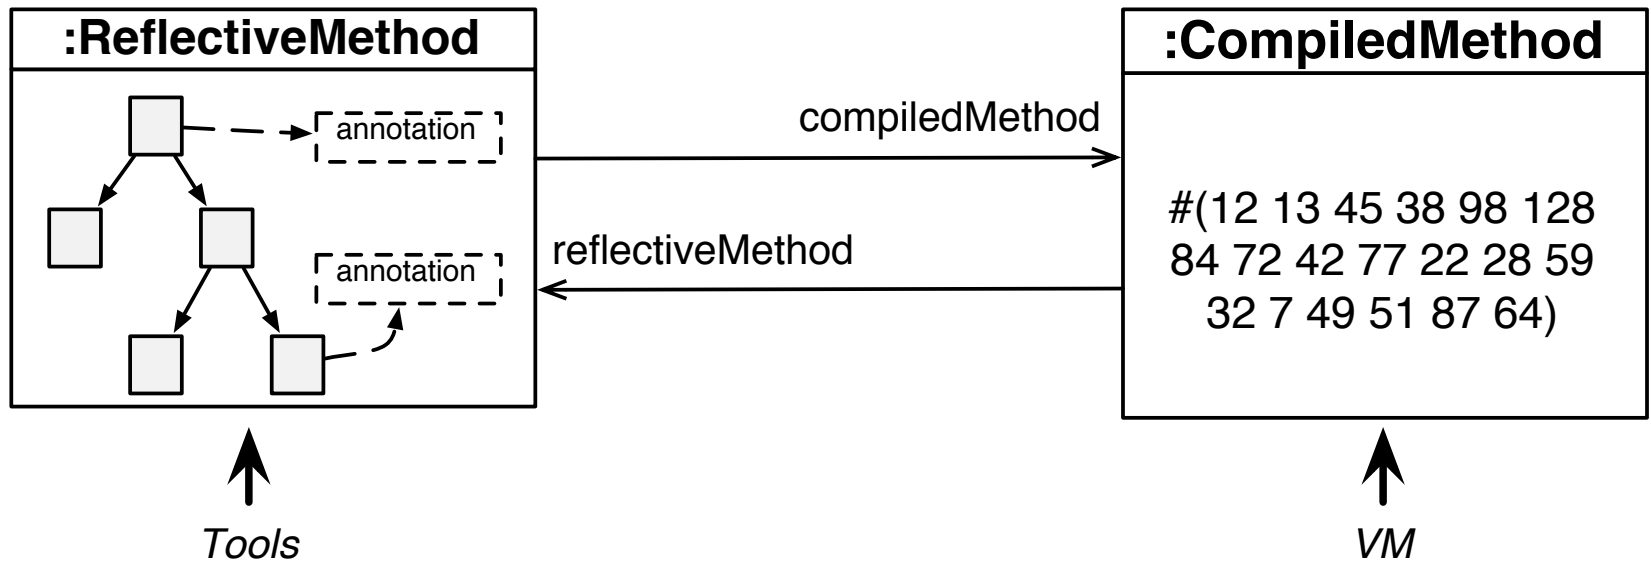 :ReflectiveMethod
annotation
annotation
Tools
compiledMethod
reflectiveMethod
:CompiledMethod
#(12 13 45 38 98 128
84 72 42 77 22 28 59
32 7 49 51 87 64)
VM